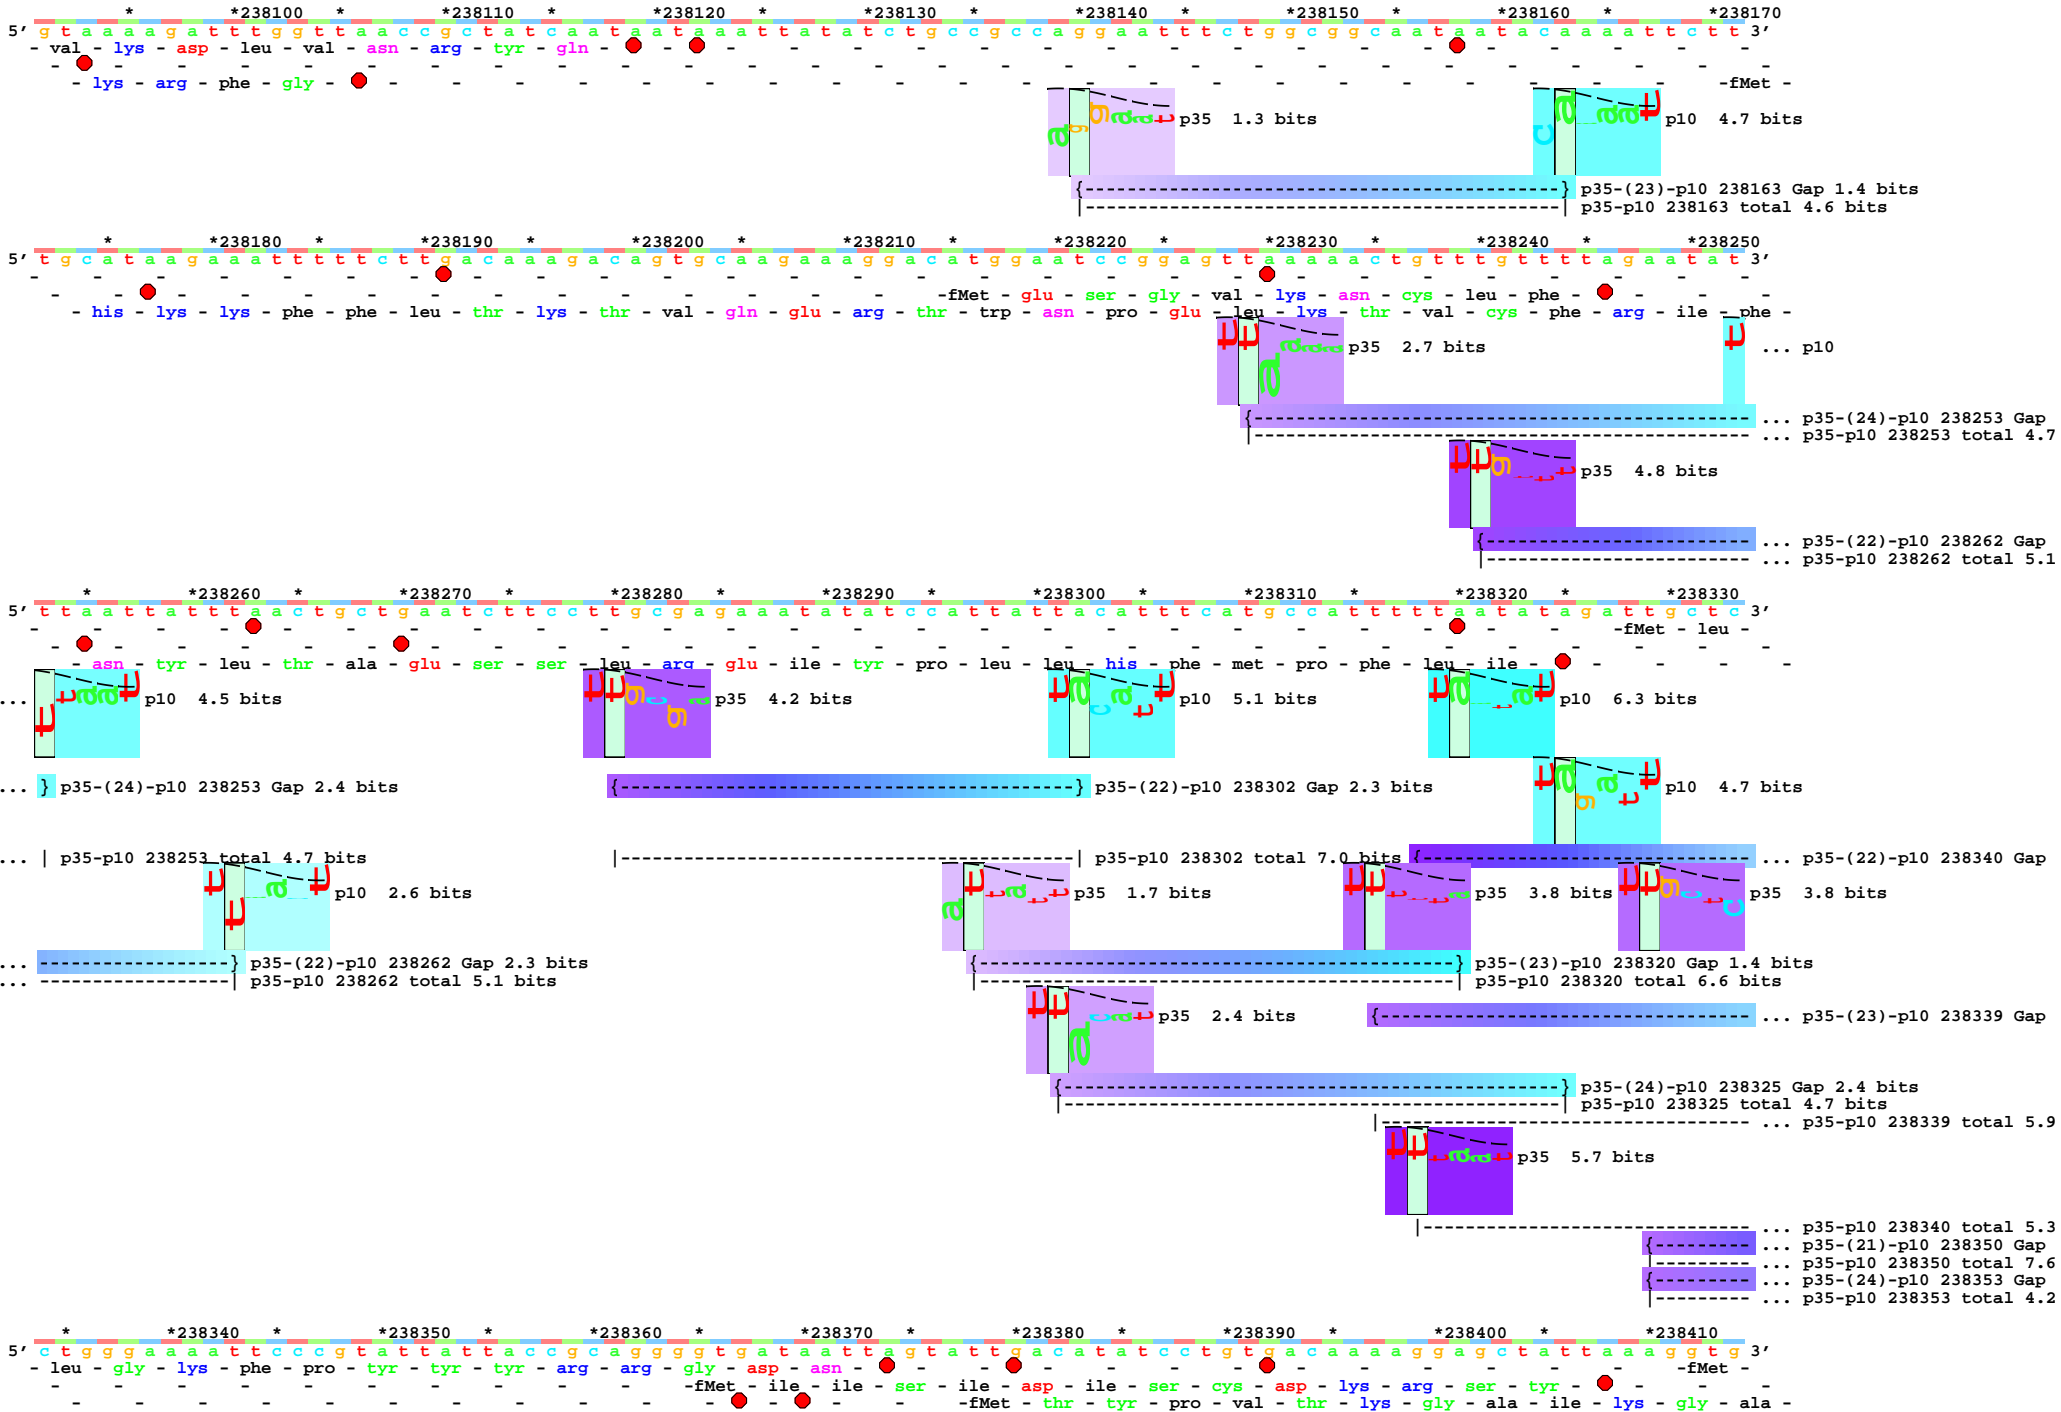 * *238100 * *238110 * *238120 * *238130 * *238140 * *238150 * *238160 * *238170
5' g t a a a a g a t t t g g t t a a c c g c t a t c a a t a a t a a a t t a t a t c t g c c g c c a g g a a t t t c t g g c g g c a a t a a t a c a a a a t t c t t 3'
- val - lys - asp - leu - val - asn - arg - tyr - gln -
- lys - arg - phe - gly - -fMet -
a g g a a t p35 1.3 bits c a a a a t p10 4.7 bits
{-----------------------} p35-(23)-p10 238163 Gap 1.4 bits
|-----------------------| p35-p10 238163 total 4.6 bits
* *238180 * *238190 * *238200 * *238210 * *238220 * *238230 * *238240 * *238250
5' t g c a t a a g a a a t t t t t c t t g a c a a a g a c a g t g c a a g a a a g g a c a t g g a a t c c g g a g t t a a a a a c t g t t t g t t t t a g a a t a t 3'
-fMet - glu - ser - gly - val - lys - asn - cys - leu - phe -
- his - lys - lys - phe - phe - leu - thr - lys - thr - val - gln - glu - arg - thr - trp - asn - pro - glu - leu - lys - thr - val - cys - phe - arg - ile - phe -
t t a a a a p35 2.7 bits t ... p10
{------------------------ ... p35-(24)-p10 238253 Gap
|------------------------ ... p35-p10 238253 total 4.7
t t g t t t p35 4.8 bits
{------------- ... p35-(22)-p10 238262 Gap
|------------- ... p35-p10 238262 total 5.1
* *238260 * *238270 * *238280 * *238290 * *238300 * *238310 * *238320 * *238330
5' t t a a t t a t t t a a c t g c t g a a t c t t c c t t g c g a g a a a t a t a t c c a t t a t t a c a t t t c a t g c c a t t t t t a a t a t a g a t t g c t c 3'
-fMet - leu -
- asn - tyr - leu - thr - ala - glu - ser - ser - leu - arg - glu - ile - tyr - pro - leu - leu - his - phe - met - pro - phe - leu - ile -
... t t a a t p10 4.5 bits t t g c g a p35 4.2 bits t a c a t t p10 5.1 bits t a a t a t p10 6.3 bits
t a g a t t p10 4.7 bits
... } p35-(24)-p10 238253 Gap 2.4 bits {----------------------} p35-(22)-p10 238302 Gap 2.3 bits
... | p35-p10 238253 total 4.7 bits |----------------------| p35-p10 238302 total 7.0 bits {---------------- ... p35-(22)-p10 238340 Gap
t t a a c t p10 2.6 bits a t t a t t p35 1.7 bits t t t t t a p35 3.8 bits t t g c t c p35 3.8 bits
... ---------} p35-(22)-p10 238262 Gap 2.3 bits {-----------------------} p35-(23)-p10 238320 Gap 1.4 bits
... ---------| p35-p10 238262 total 5.1 bits |-----------------------| p35-p10 238320 total 6.6 bits
t t a c a t p35 2.4 bits {------------------ ... p35-(23)-p10 238339 Gap
{------------------------} p35-(24)-p10 238325 Gap 2.4 bits
|------------------------| p35-p10 238325 total 4.7 bits
|------------------ ... p35-p10 238339 total 5.9
t t t a a t p35 5.7 bits
|---------------- ... p35-p10 238340 total 5.3
{----- ... p35-(21)-p10 238350 Gap
|----- ... p35-p10 238350 total 7.6
{----- ... p35-(24)-p10 238353 Gap
|----- ... p35-p10 238353 total 4.2
* *238340 * *238350 * *238360 * *238370 * *238380 * *238390 * *238400 * *238410
5' c t g g g a a a a t t c c c g t a t t a t t a c c g c a g g g g t g a t a a t t a g t a t t g a c a t a t c c t g t g a c a a a a g g a g c t a t t a a a g g t g 3'
- leu - gly - lys - phe - pro - tyr - tyr - tyr - arg - arg - gly - asp - asn - -fMet -
-fMet - ile - ile - ser - ile - asp - ile - ser - cys - asp - lys - arg - ser - tyr -
-fMet - thr - tyr - pro - val - thr - lys - gly - ala - ile - lys - gly - ala -